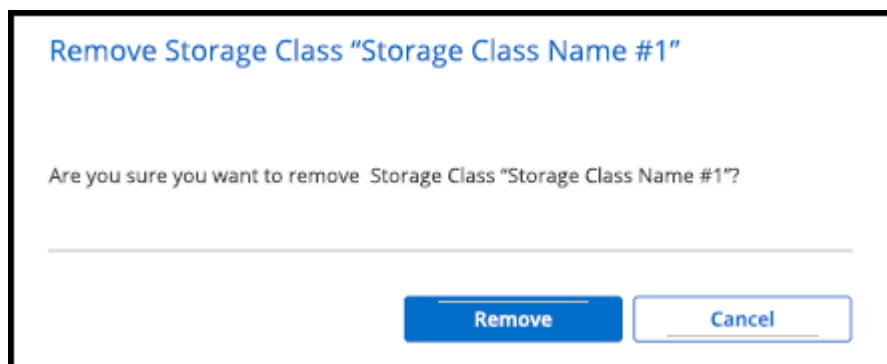 Remove Storage Class “Storage Class Name #1”
Are you sure you want to remove  Storage Class “Storage Class Name #1”?
Remove
Cancel